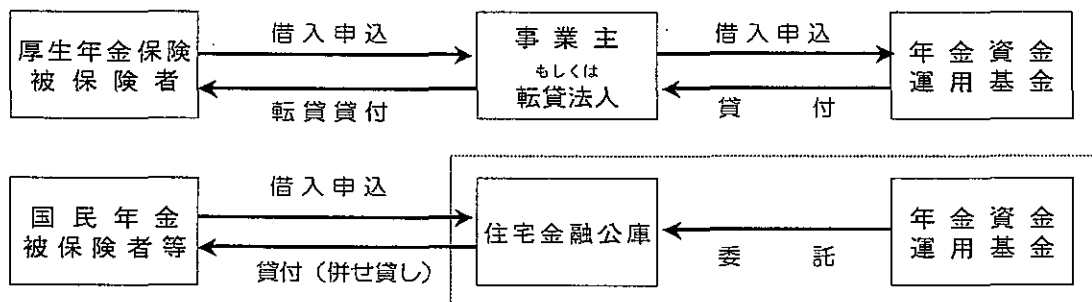 厚生年金保険
被保険者
借入申込
転貸貸付
事業主
もしくは
転貸法人
借入申込
貸付
年金資金
運用基金
国民年金
被保険者等
借入申込
貸付（併せ貸し）
住宅金融公庫
委託
年金資金
運用基金